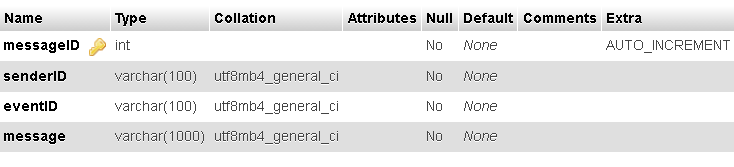 Name Type Collation Attributes Null Default Comments Extra
messageID int No None AUTO_INCREMENT
senderID varchar(100) utf8mb4_general_ci No None
eventID varchar(100) utf8mb4_general_ci No None
message varchar(1000) utf8mb4_general_ci No None